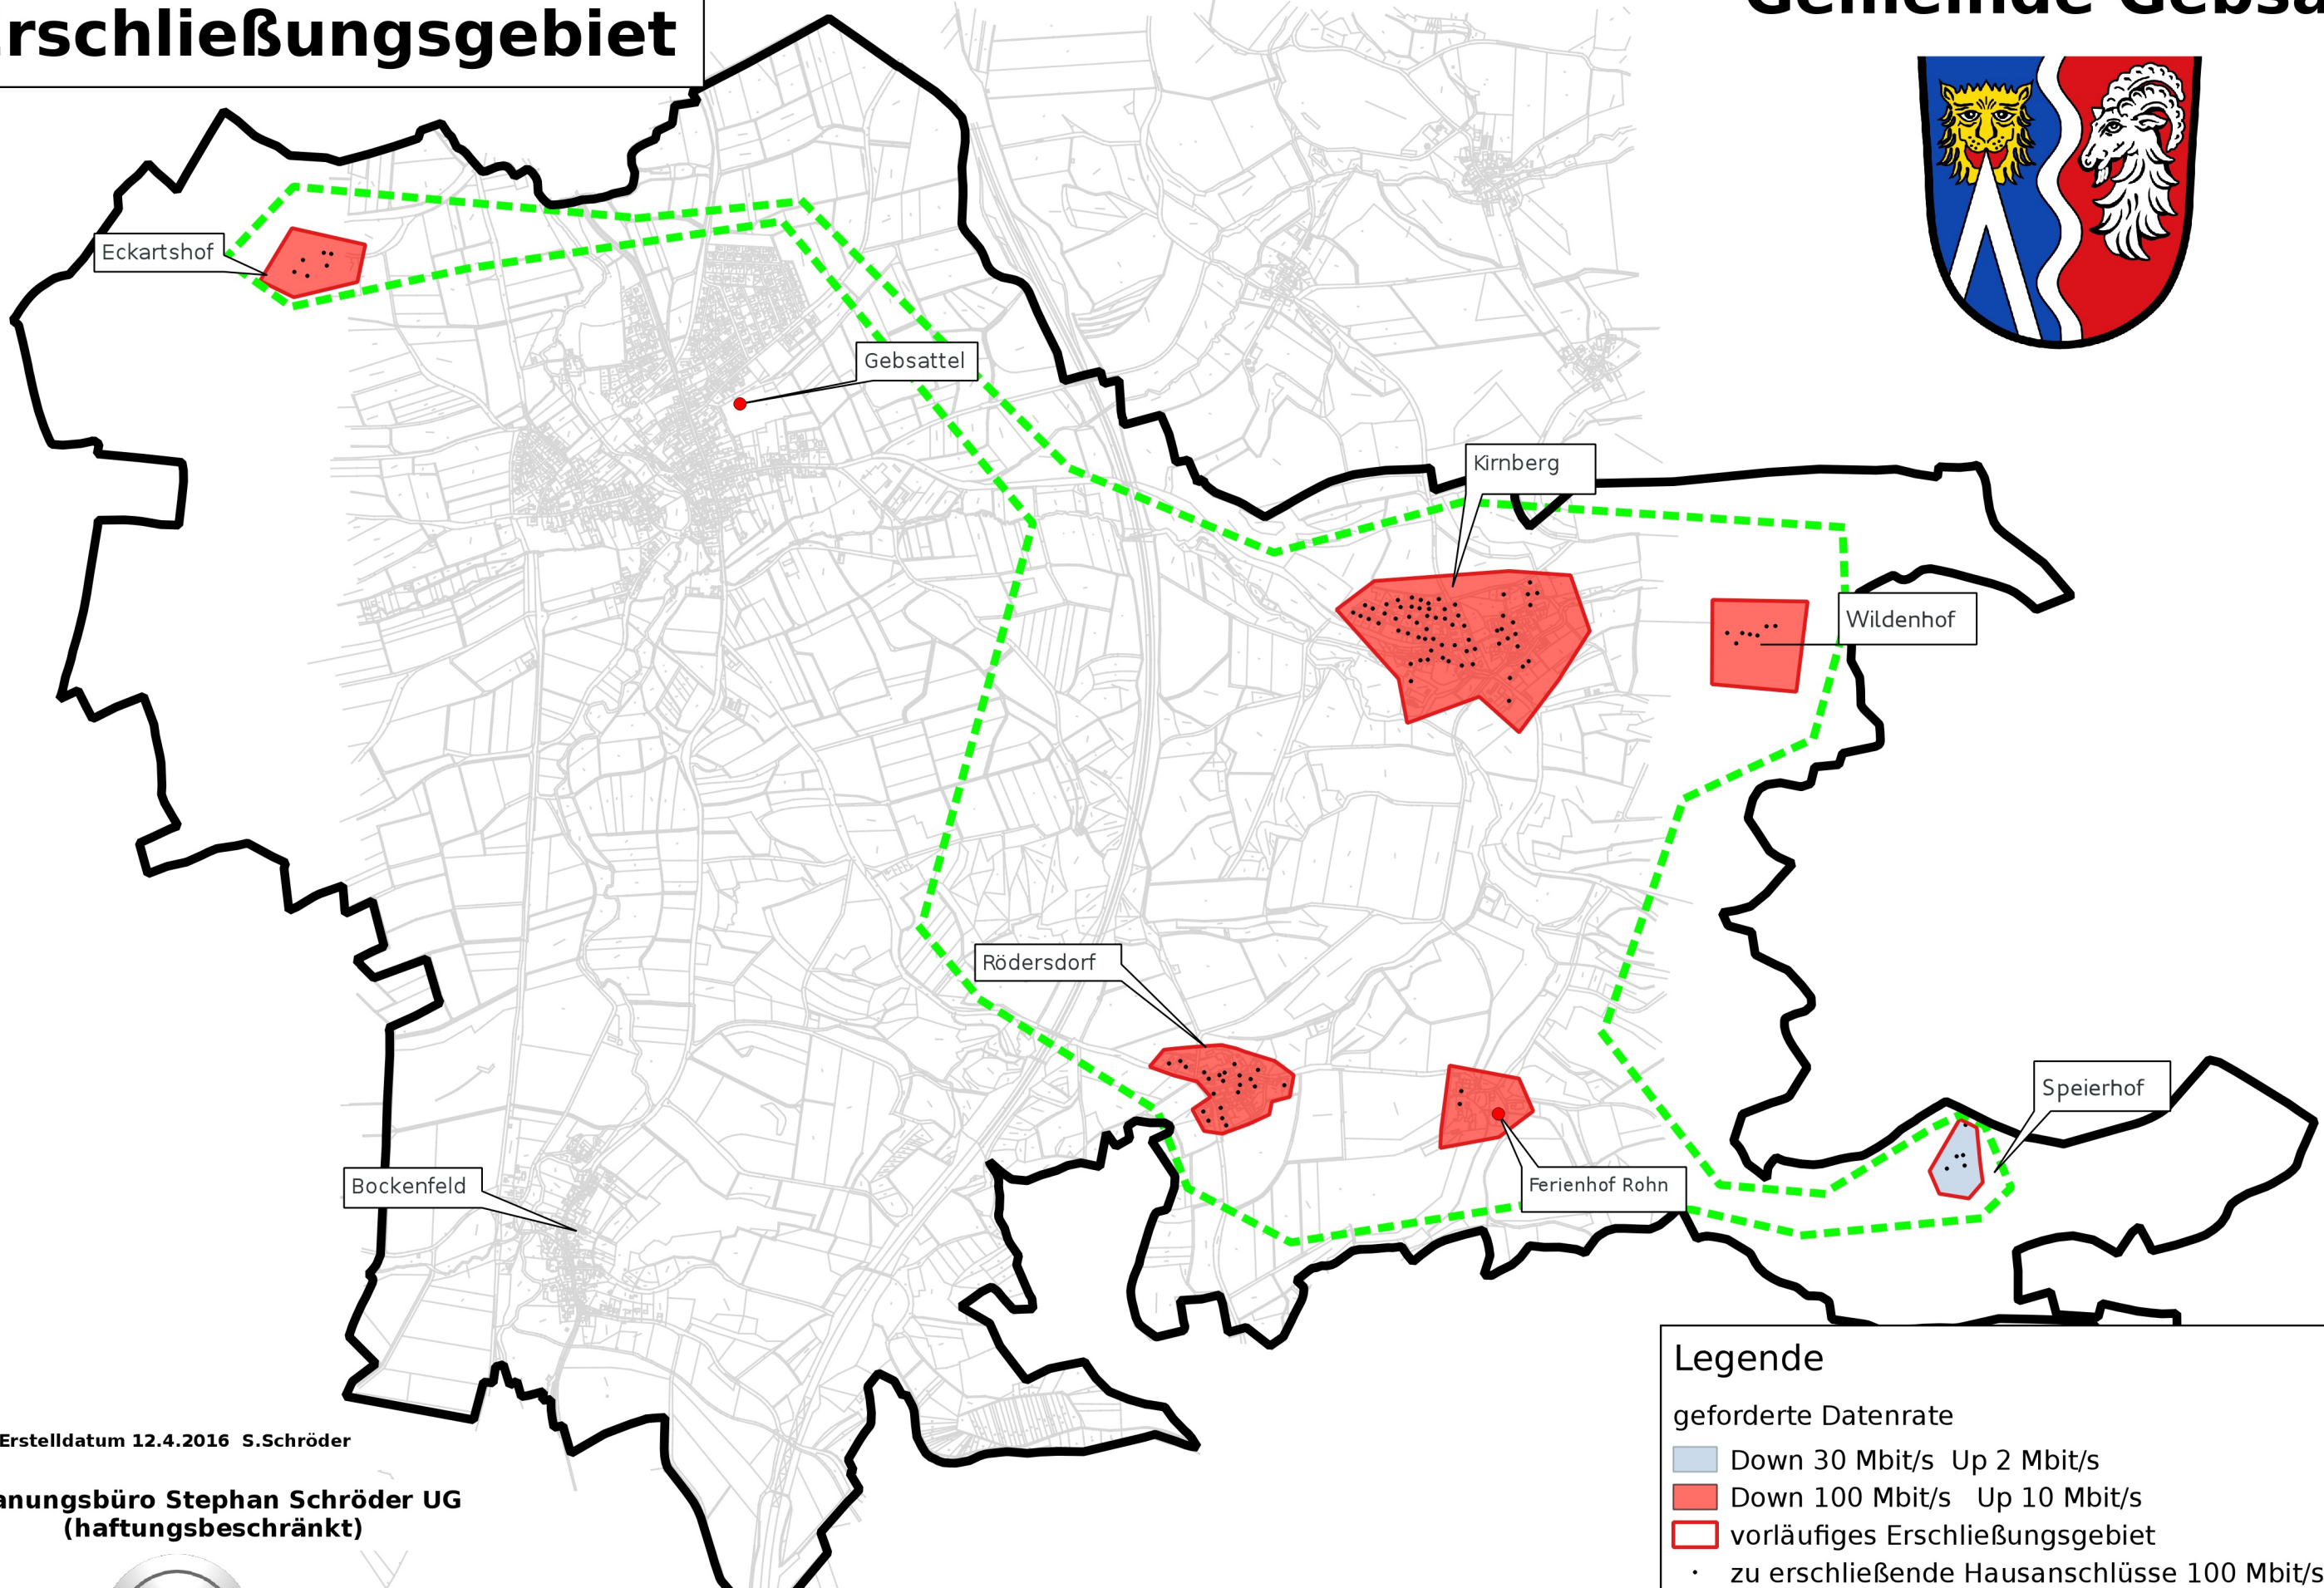 rschließungsgebiet
Gemeinde Gebsa
Eckartshof
Gebsattel
Kirnberg
Wildenhof
Rödersdorf
Speierhof
Bockenfeld
Ferienhof Rohn
Erstelldatum 12.4.2016 S.Schröder
anungsbüro Stephan Schröder UG
(haftungsbeschränkt)
Legende
geforderte Datenrate
Down 30 Mbit/s Up 2 Mbit/s
Down 100 Mbit/s Up 10 Mbit/s
vorläufiges Erschließungsgebiet
zu erschließende Hausanschlüsse 100 Mbit/s